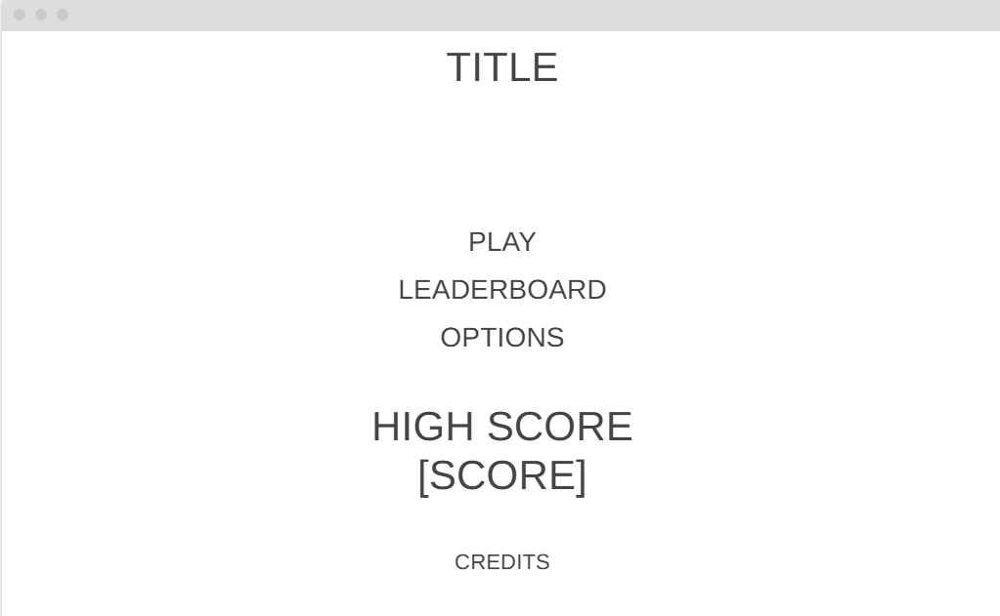 TITLE
PLAY
LEADERBOARD
OPTIONS
HIGH SCORE
[SCORE]
CREDITS